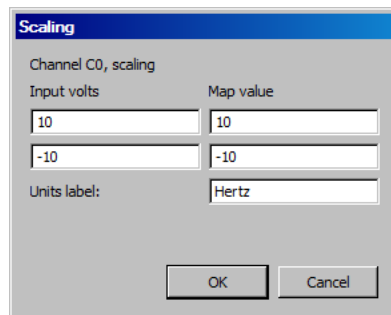 Scaling
Channel C0, scaling
Input volts Map value
10 10
-10 -10
Units label: Hertz
OK Cancel